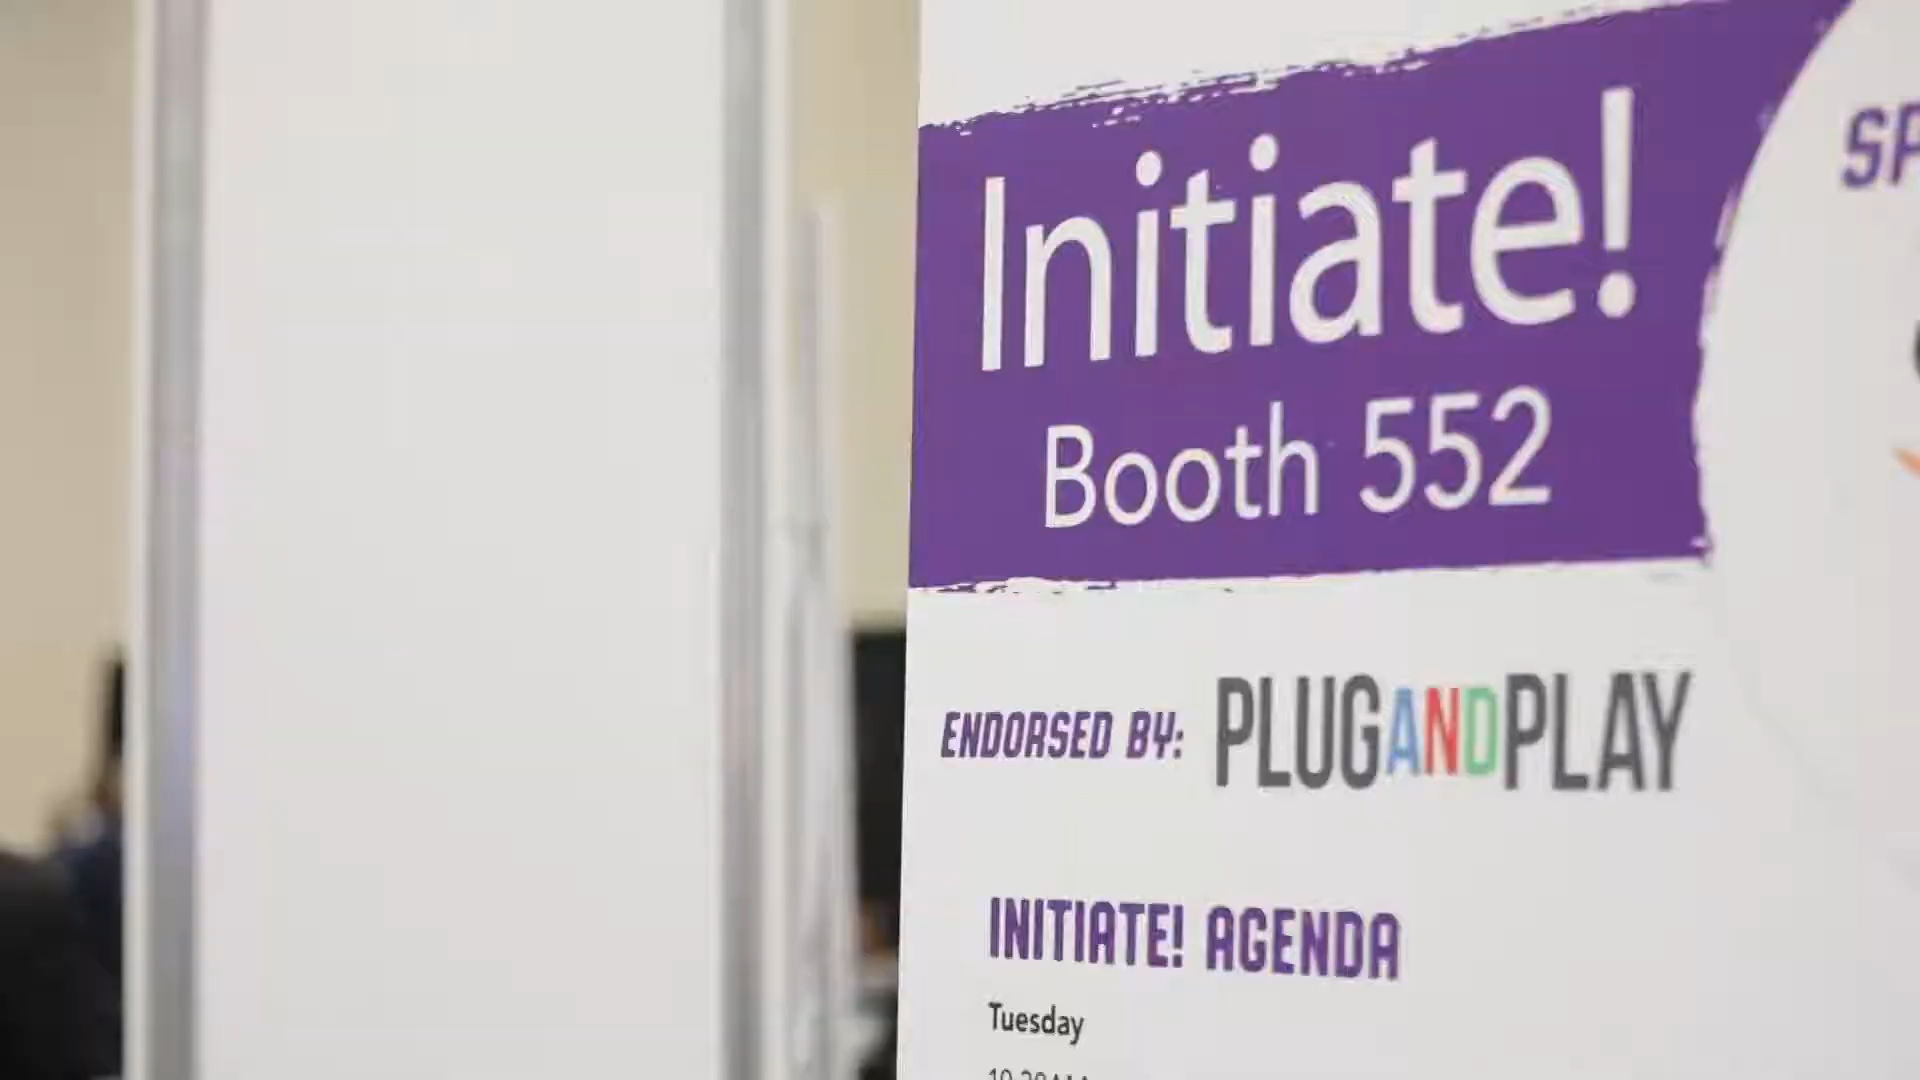 Initiate!
Booth 552
ENDORSED BY: PLUGANDPLAY
INITIATE! AGENDA
Tuesday